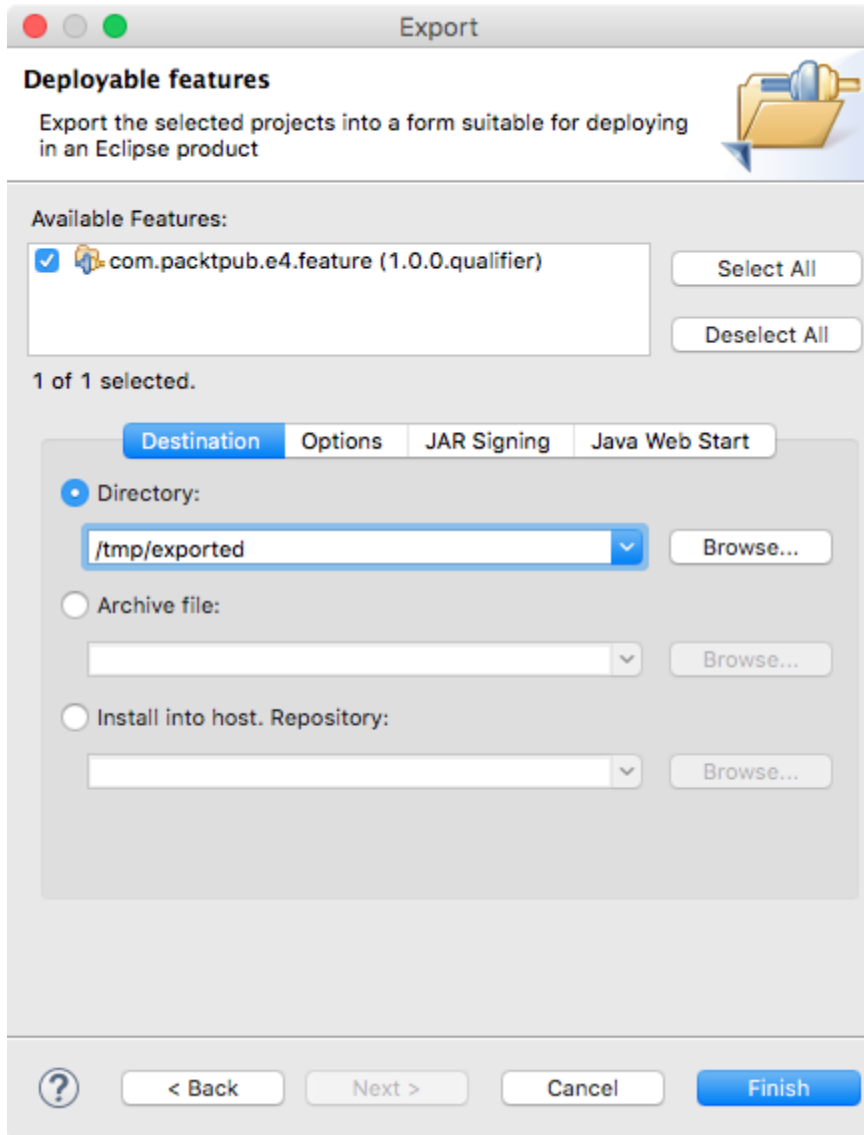 Export
Deployable features
Export the selected projects into a form suitable for deploying
in an Eclipse product
Available Features:
com.packtpub.e4.feature (1.0.0.qualifier)
Select All
Deselect All
1 of 1 selected.
Destination Options JAR Signing Java Web Start
Directory:
/tmp/exported Browse...
Archive file:
Browse...
Install into host. Repository:
Browse...
? < Back Next > Cancel Finish